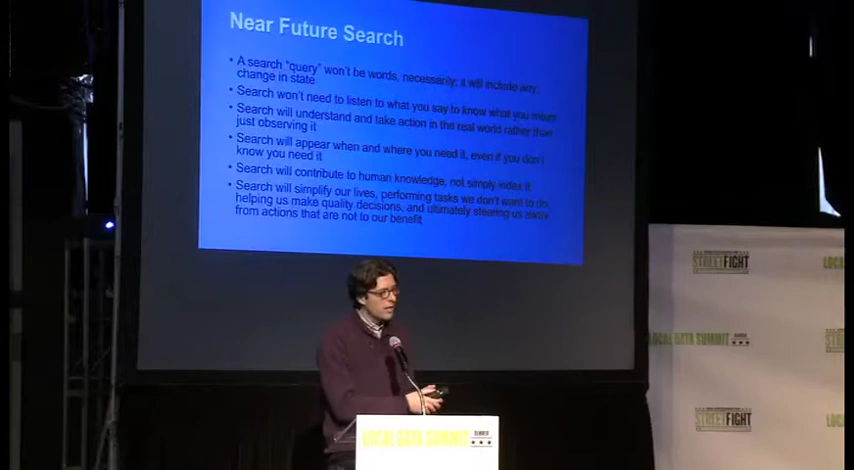 Near Future Search
• A search "query" won't be words, necessarily; it will include any
change in state
• Search won't need to listen to what you say to know what you mean
• Search will understand and take action in the real world rather than
just observing it
• Search will appear when and where you need it, even if you don't
know you need it
• Search will contribute to human knowledge, not simply index it
• Search will simplify our lives, performing tasks we don't want to do,
helping us make quality decisions, and ultimately steering us away
from actions that are not to our benefit
STREETFIGHT
LOCAL
LOCAL DATA SUMMIT
STREET
STREETFIGHT
LOCAL
LOCAL DATA SUMMIT